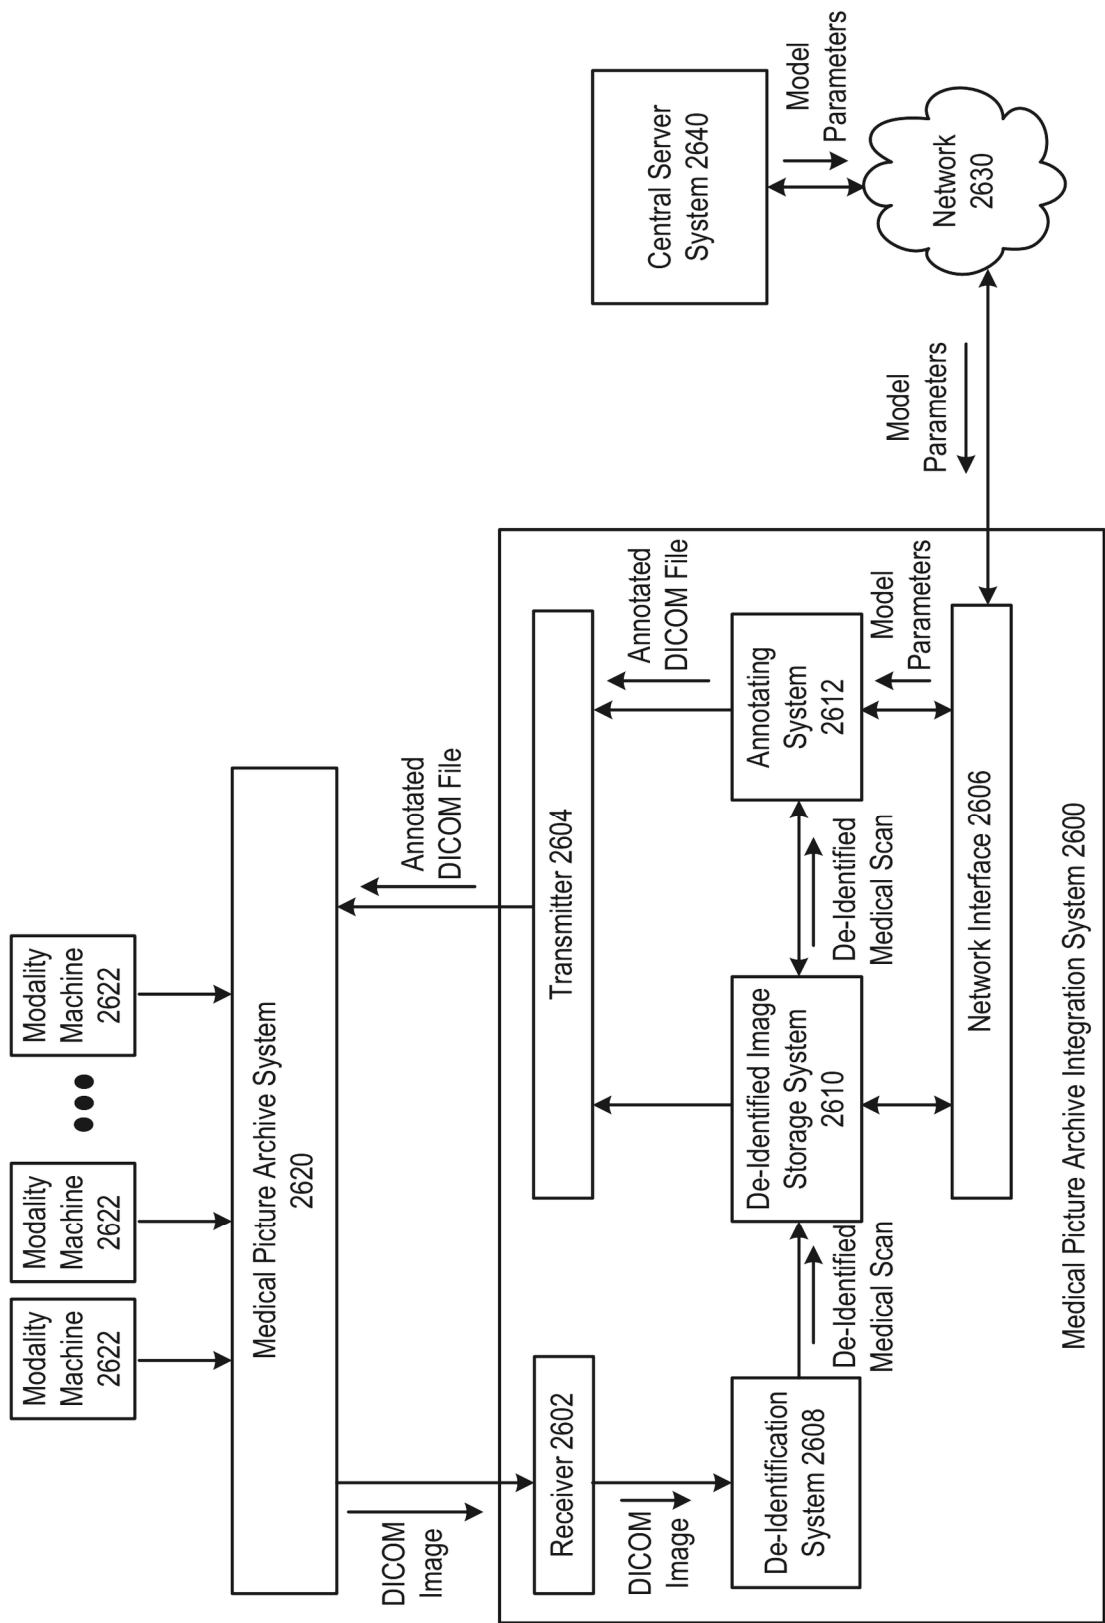 Modality
Machine
2622
Modality
Machine
2622
Modality
Machine
2622
Medical Picture Archive System
2620
DICOM
Image
Annotated
DICOM File
Receiver 2602
Transmitter 2604
DICOM
Image
Annotated
DICOM File
De-Identification
System 2608
De-Identified
Medical Scan
De-Identified Image
Storage System
2610
De-Identified
Medical Scan
Annotating
System
2612
Model
Parameters
Network Interface 2606
Medical Picture Archive Integration System 2600
Model
Parameters
Central Server
System 2640
Model
Parameters
Network
2630